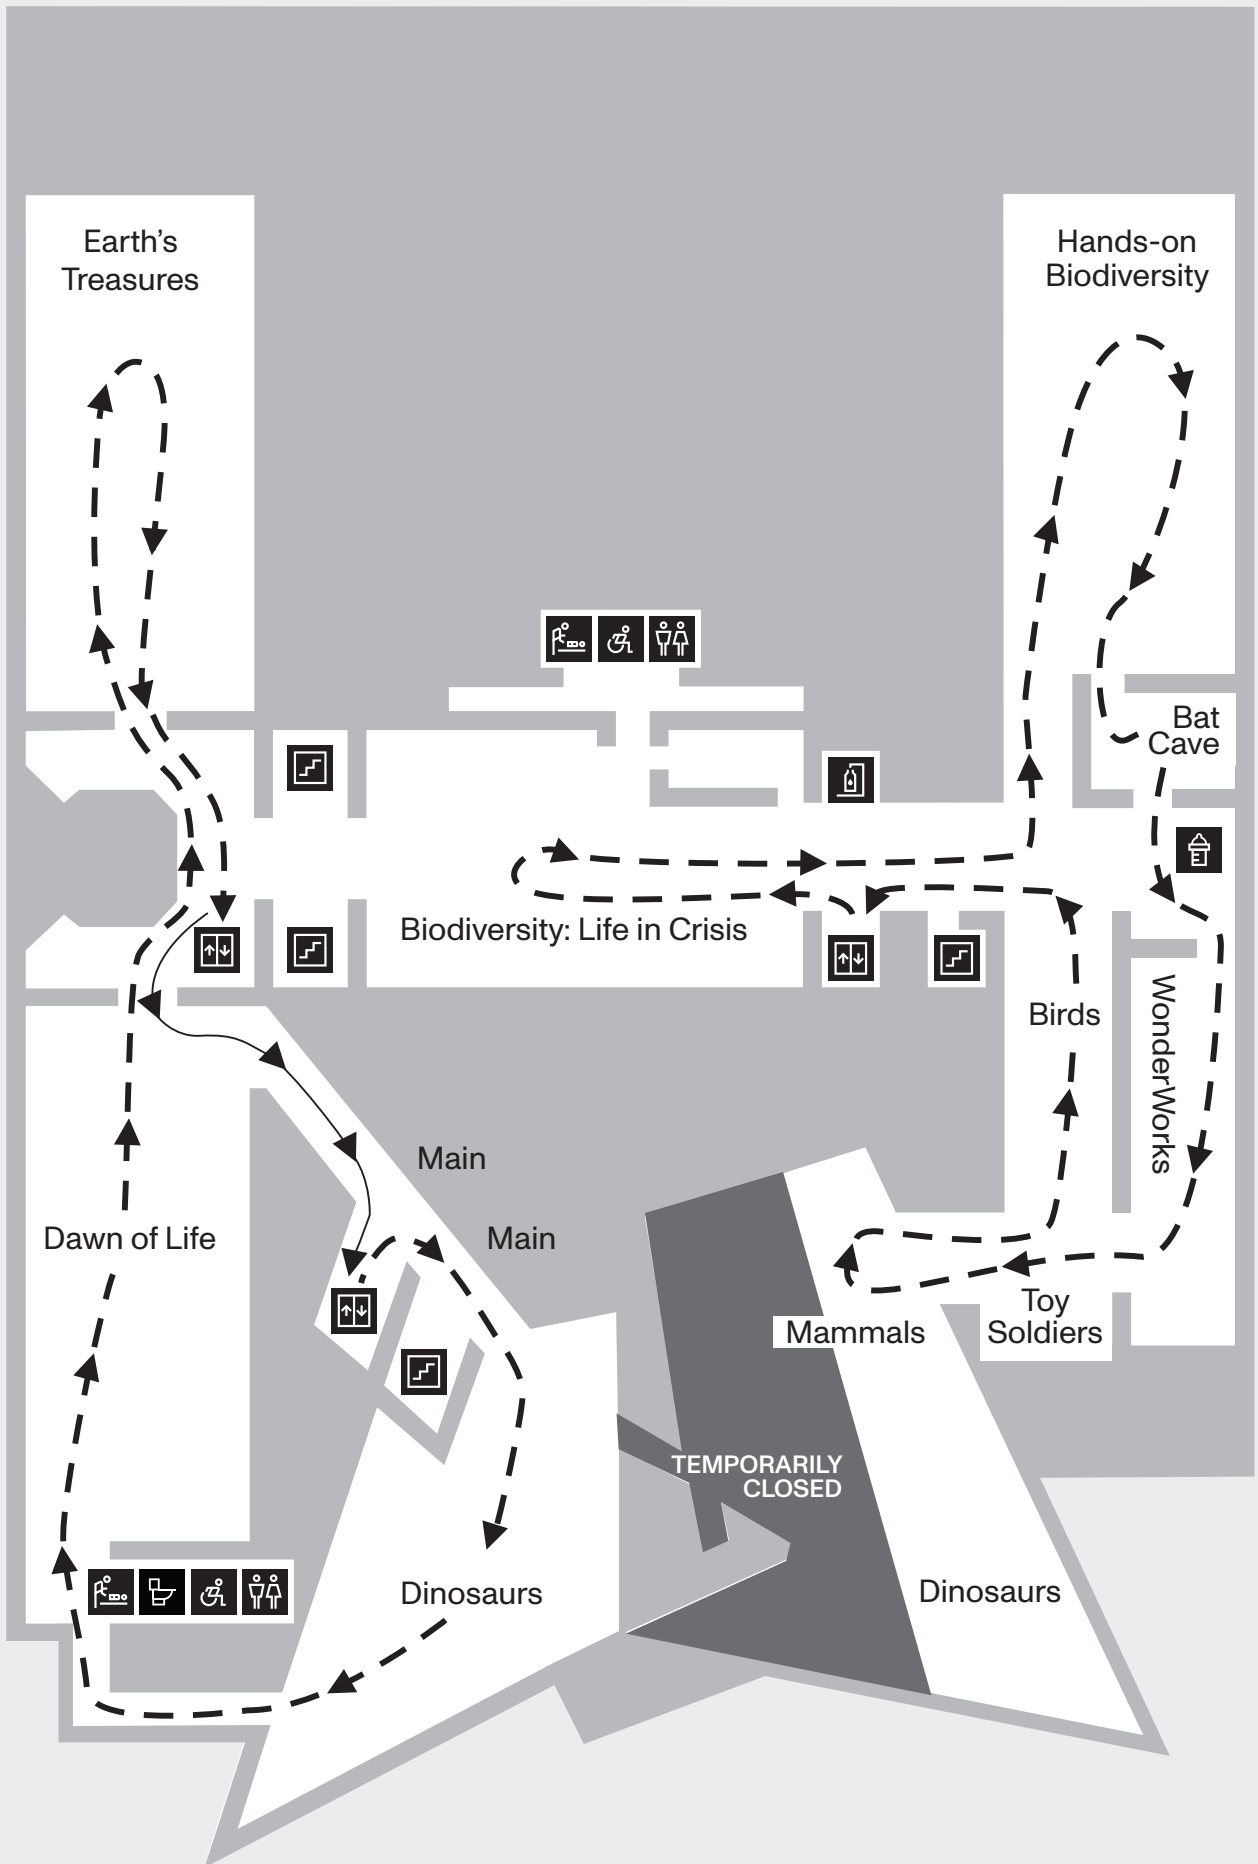 Earth’s
Treasures
Hands-on
Biodiversity
Bat
Cave
Biodiversity: Life in Crisis
Birds
WonderWorks
Main
Dawn of Life
Main
Toy
Soldiers
Mammals
TEMPORARILY
CLOSED
Dinosaurs
Dinosaurs